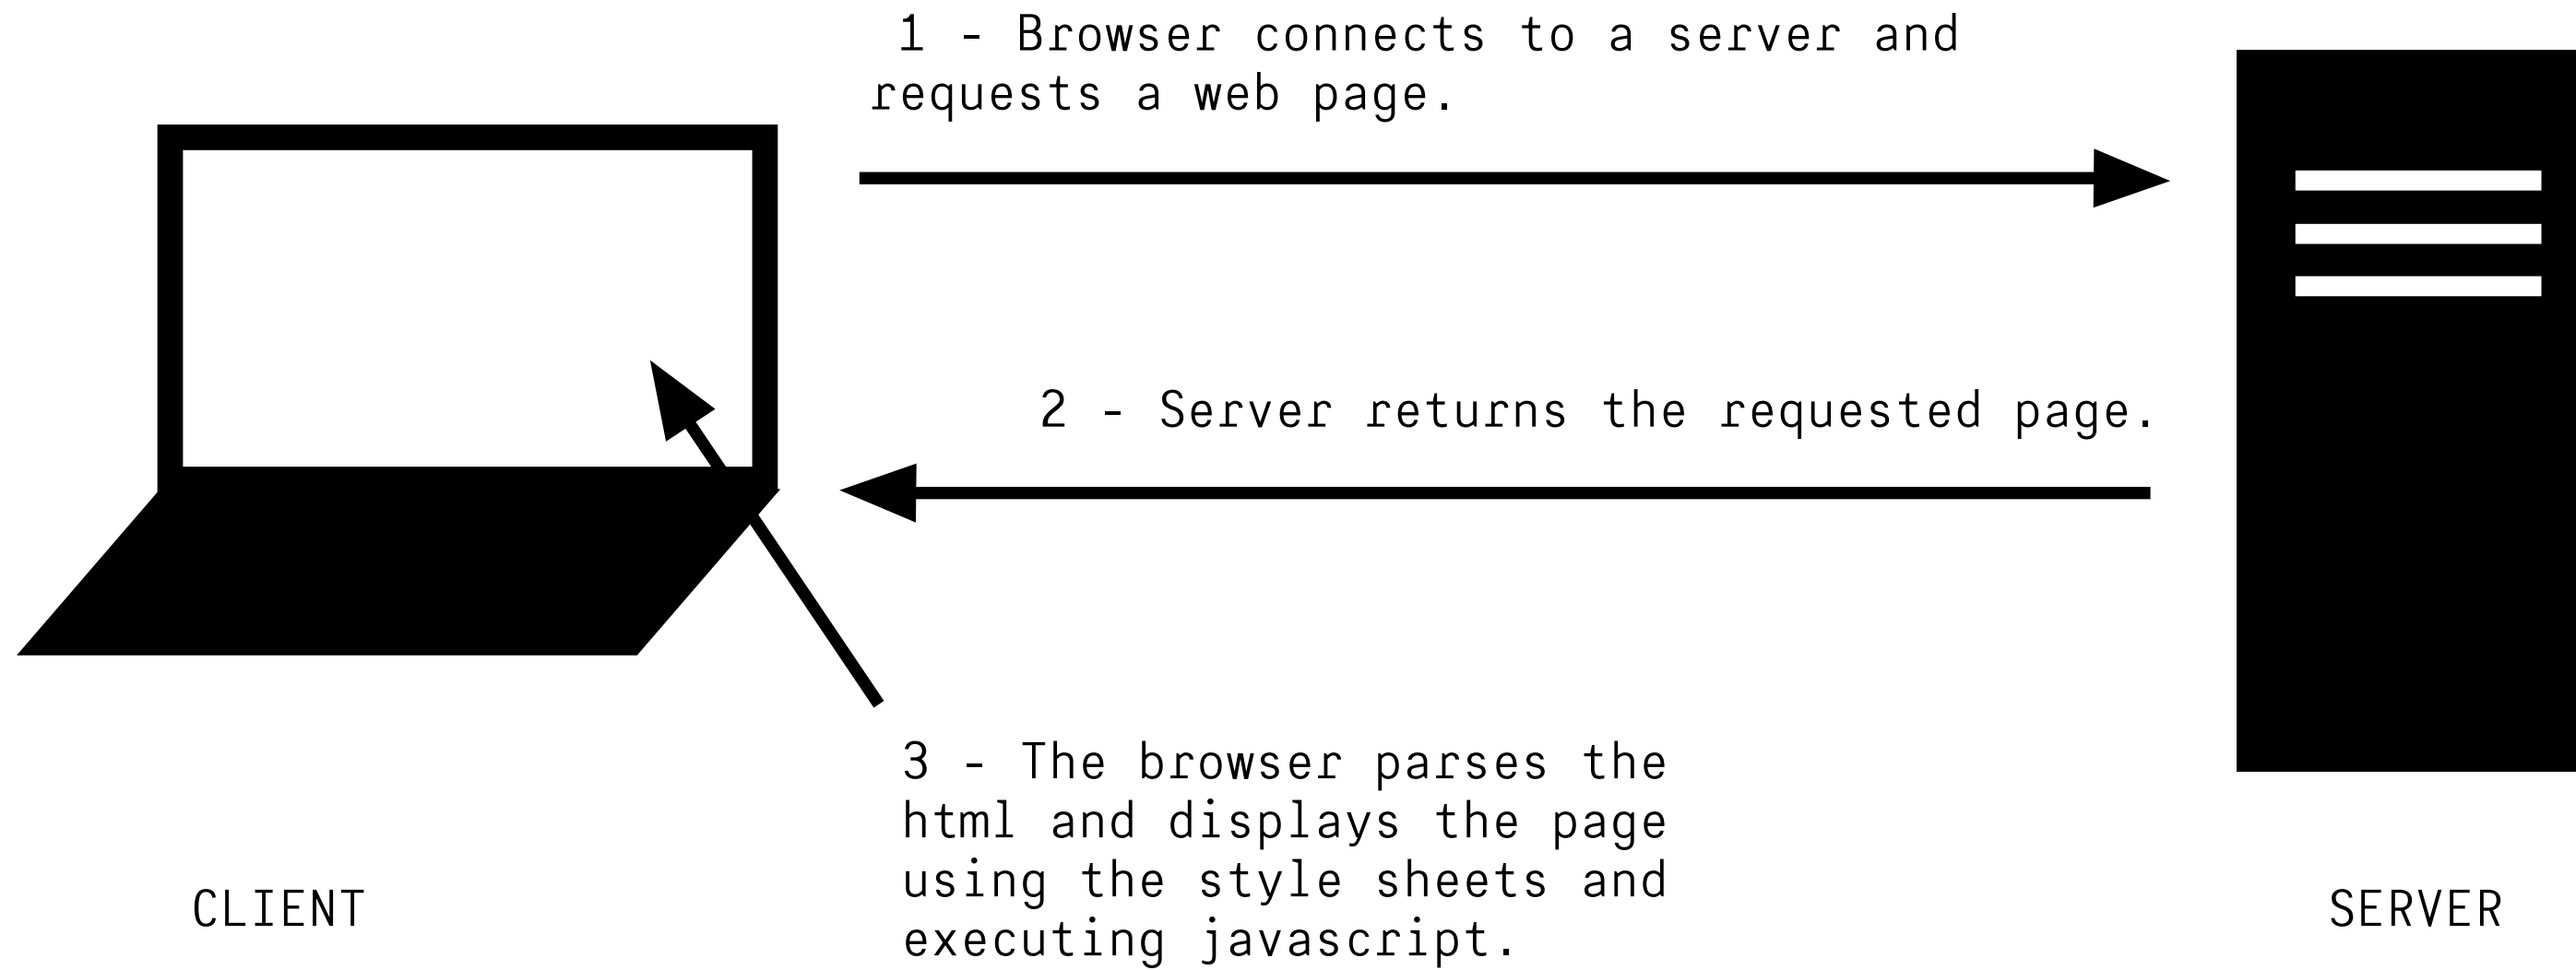 1 - Browser connects to a server and
requests a web page.
2 - Server returns the requested page.
3 - The browser parses the
html and displays the page
using the style sheets and
executing javascript.
CLIENT
SERVER